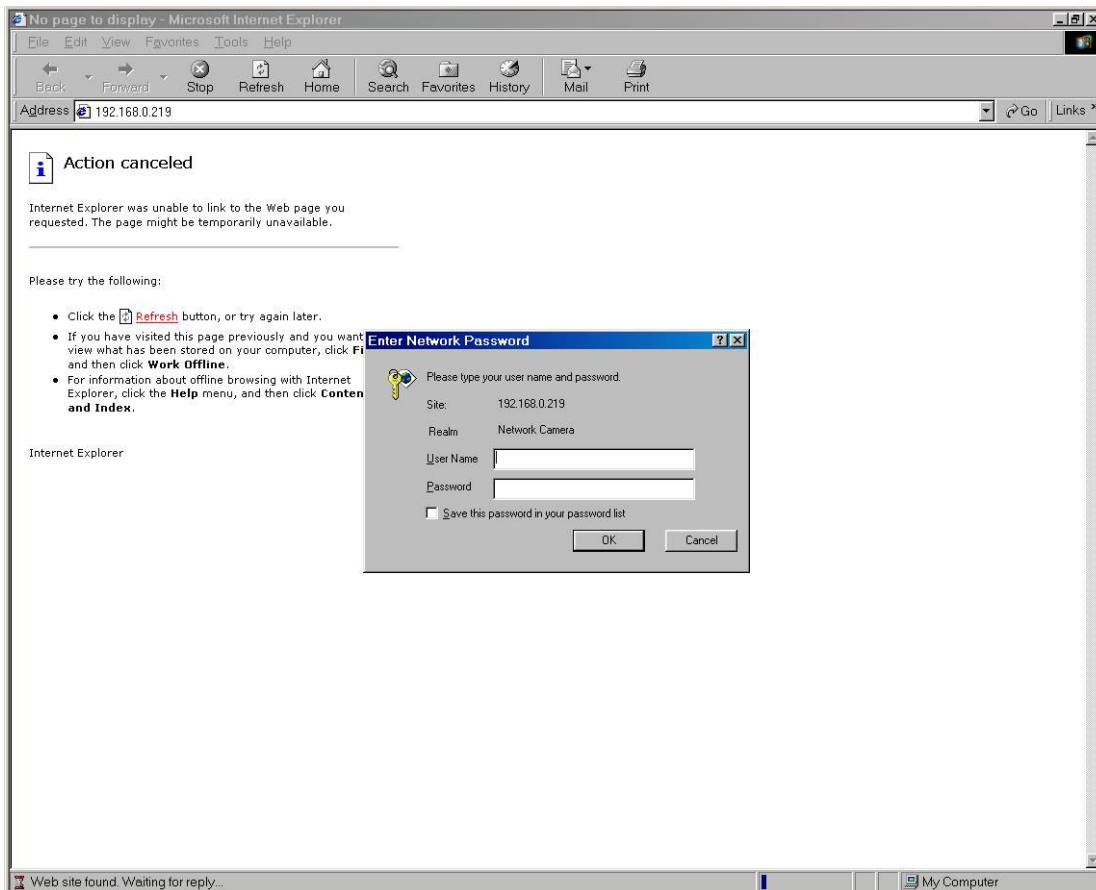 No page to display - Microsoft Internet Explorer
File Edit View Favorites Tools Help
Back Forward Stop Refresh Home Search Favorites History Mail Print
Address 192.168.0.219 Go Links »
Action canceled
Internet Explorer was unable to link to the Web page you
requested. The page might be temporarily unavailable.
Please try the following:
• Click the Refresh button, or try again later.
• If you have visited this page previously and you want
view what has been stored on your computer, click Fi
and then click Work Offline.
• For information about offline browsing with Internet
Explorer, click the Help menu, and then click Conten
and Index.
Internet Explorer
Enter Network Password
Please type your user name and password.
Site: 192.168.0.219
Realm Network Camera
User Name
Password
Save this password in your password list
OK Cancel
Web site found. Waiting for reply...
My Computer